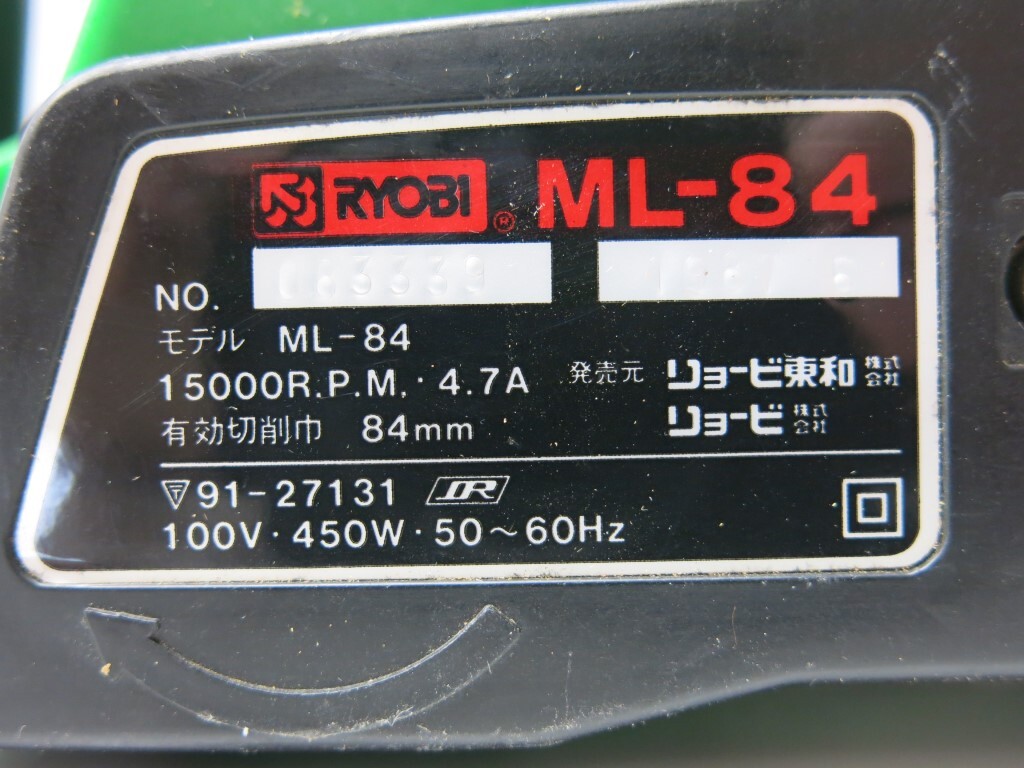 RYOBI® ML-84
NO.
モデル ML-84
15000R.P.M. · 4.7A
有効切削巾 84mm
発売元 リョービ東和株式会社
リョービ株式会社
91-27131
100V · 450W · 50～60Hz